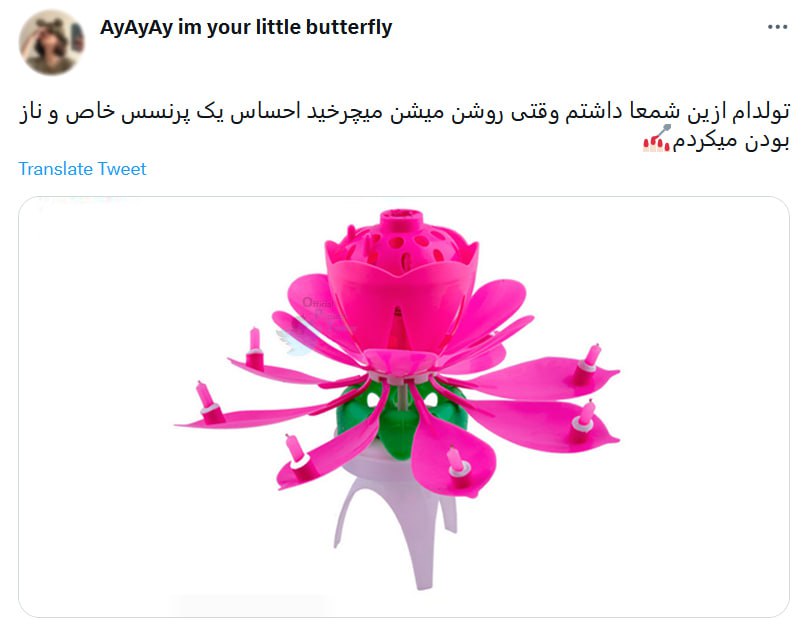 AyAyAy im your little butterfly
تولدام ازین شمعا داشتم وقتی روشن میشن میچرخید احساس یک پرنسس خاص و ناز
بودن میکردم💅
Translate Tweet
Official